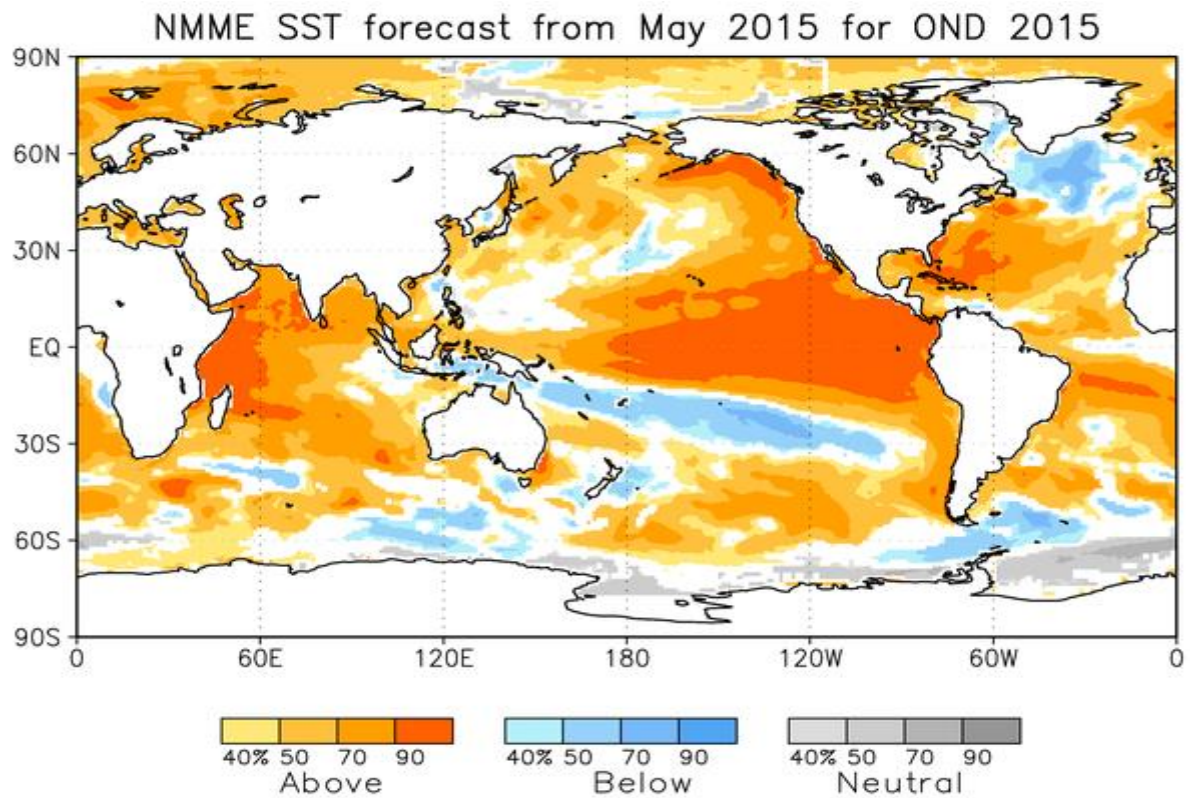 NMME SST forecast from May 2015 for OND 2015
90N
60N
30N
EQ
30S
60S
90S
0 60E 120E 180 120W 60W 0
40% 50 70 90 40% 50 70 90 40% 50 70 90
Above Below Neutral